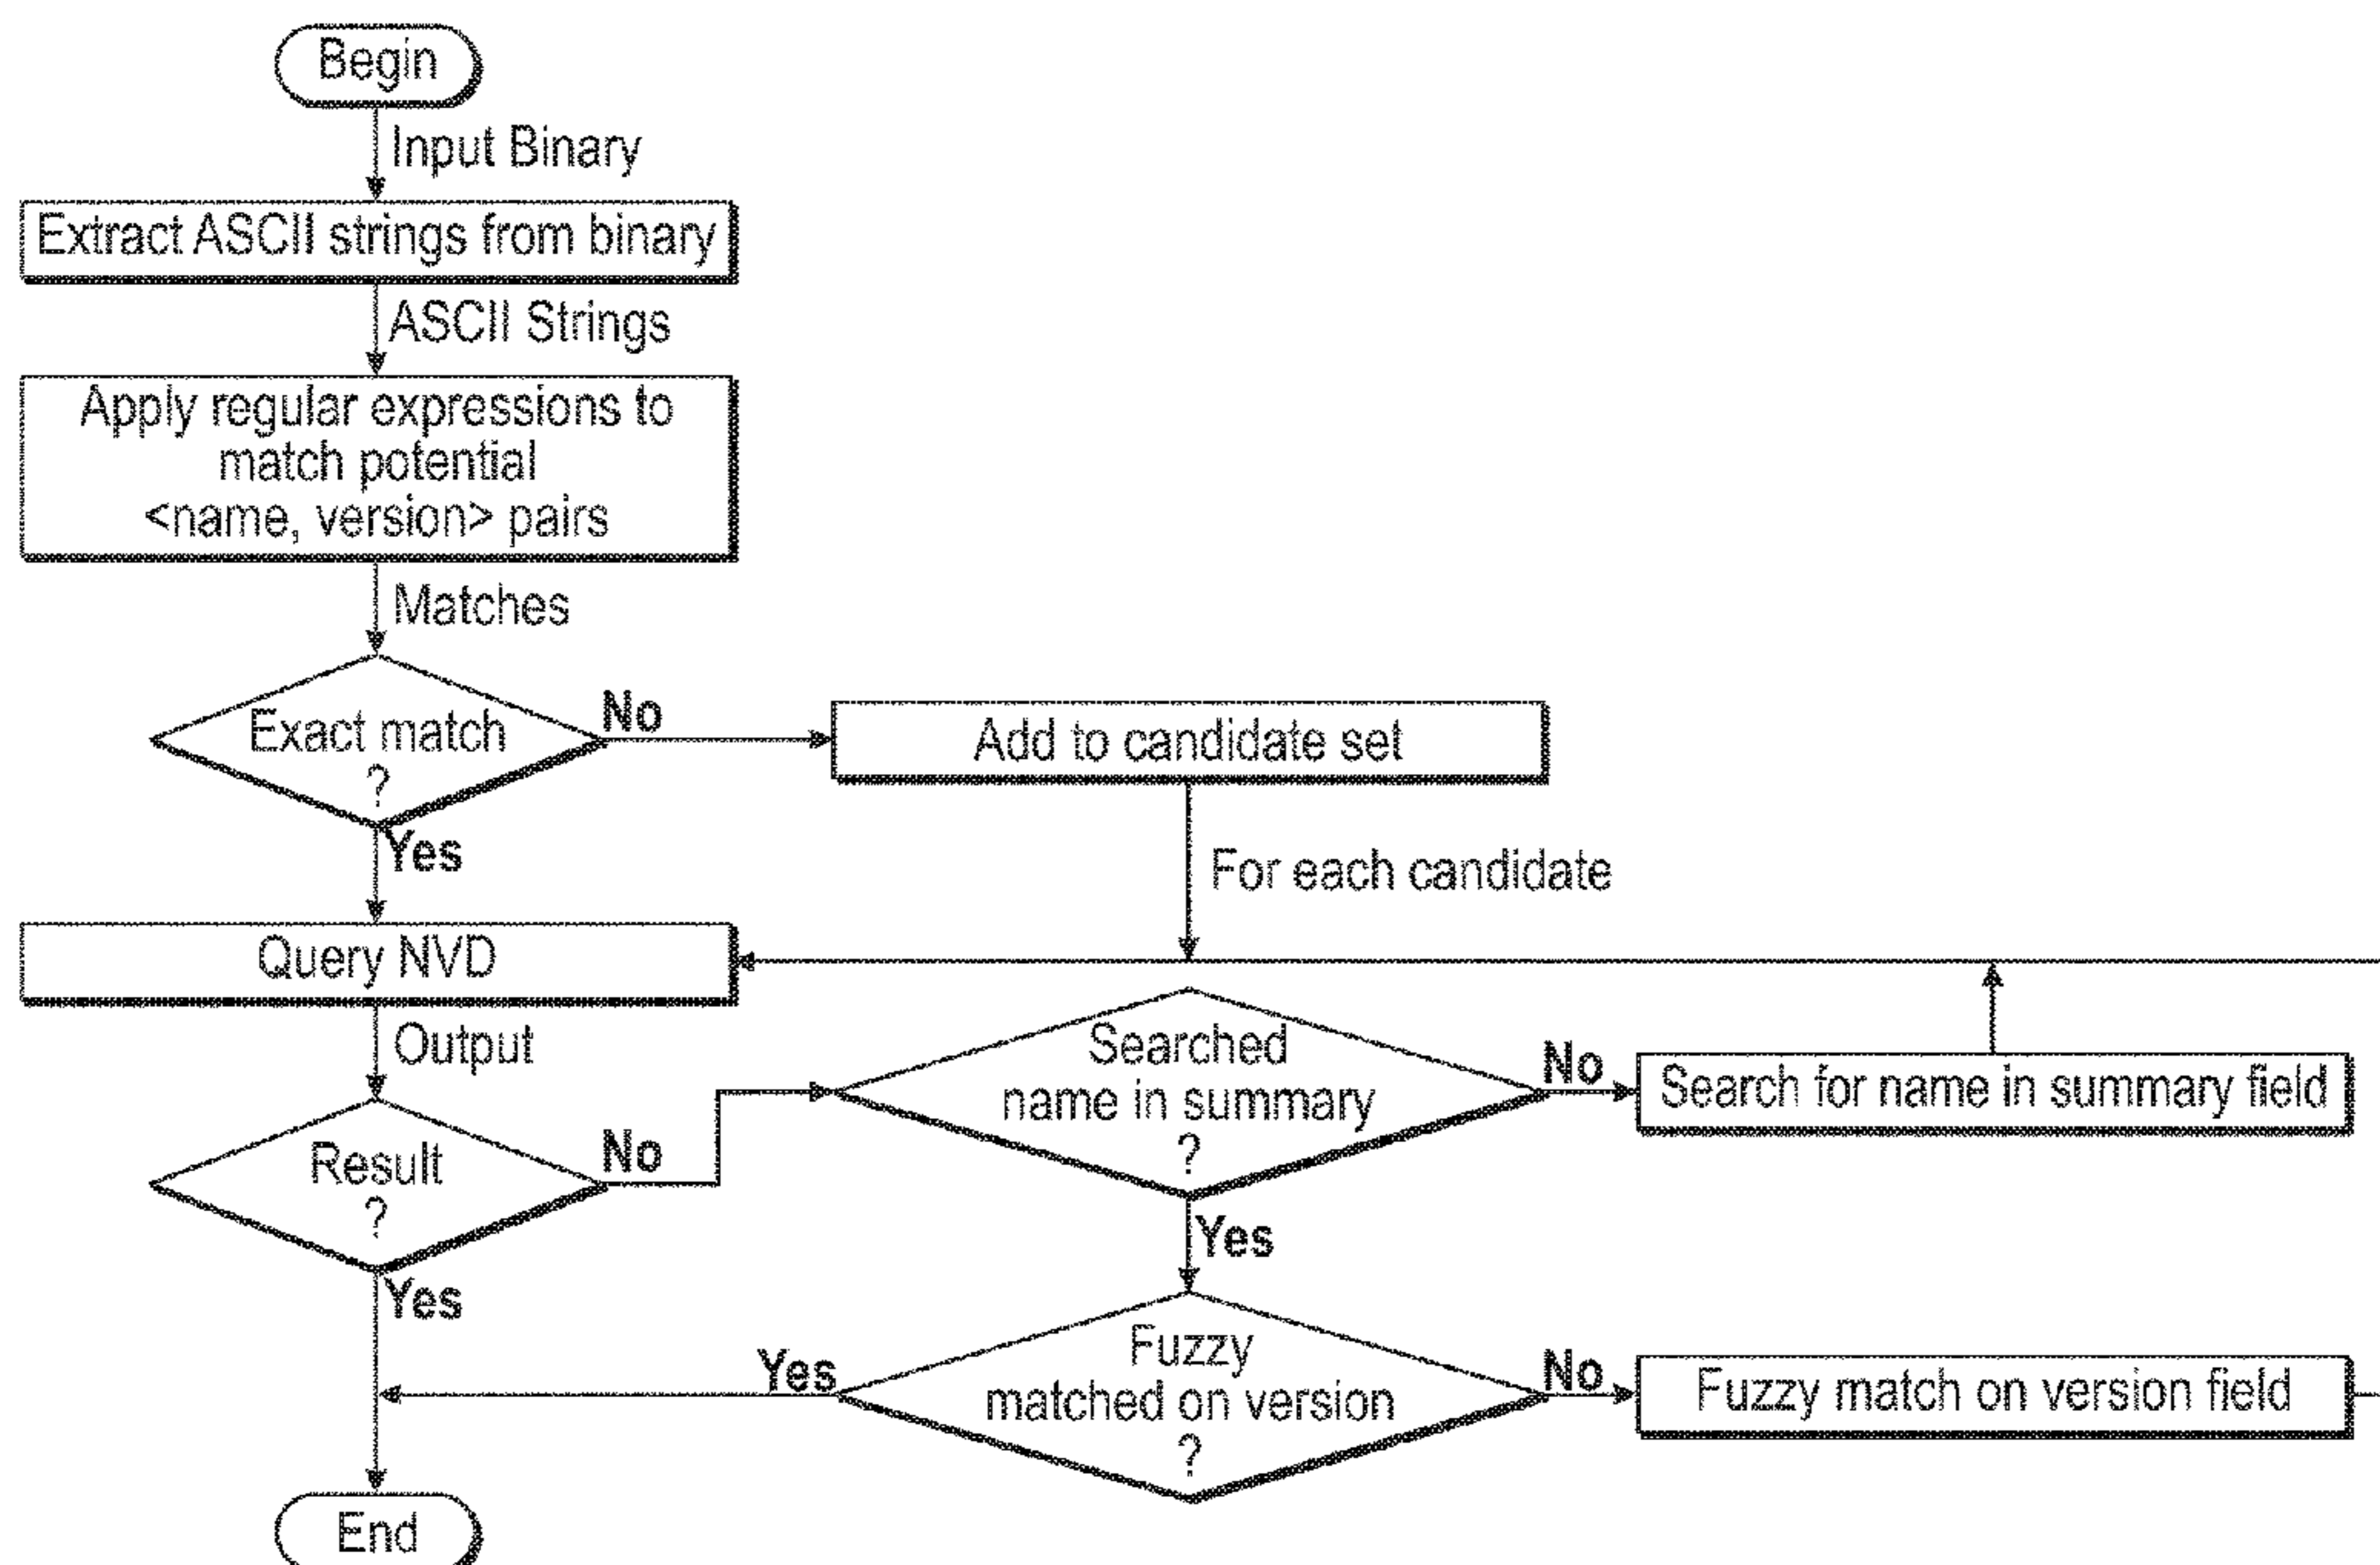 Begin
Input Binary
Extract ASCII strings from binary
ASCII Strings
Apply regular expressions to
match potential
<name, version> pairs
Matches
Exact match
?
No
Add to candidate set
Yes
For each candidate
Query NVD
Output
Searched
name in summary
?
No
Search for name in summary field
Result
?
No
Yes
Yes
Fuzzy
matched on version
?
Yes
No
Fuzzy match on version field
End